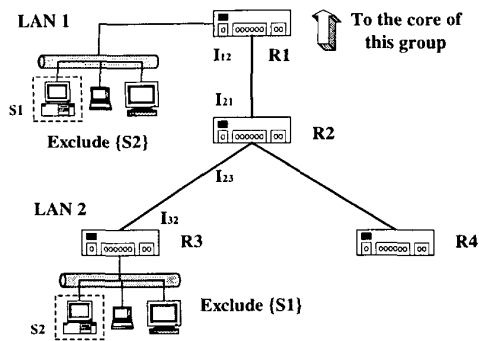 LAN 1
To the core of
this group
I12
R1
S1
Exclude {S2}
I21
R2
I23
LAN 2
I32
R3
R4
Exclude {S1}
S2